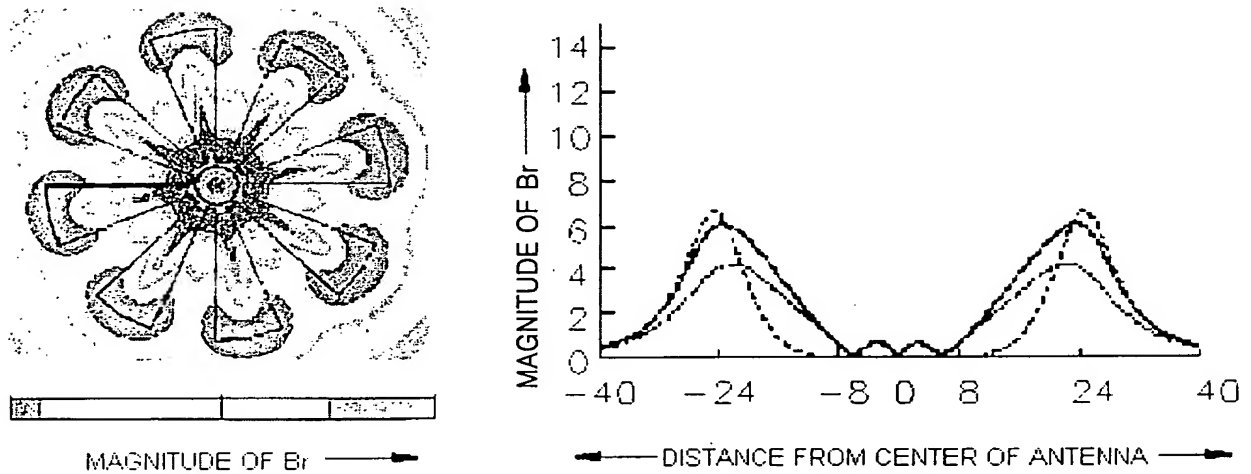 MAGNITUDE OF Br
MAGNITUDE OF Br
14
12
10
8
6
4
2
0
-40 -24 -8 0 8 24 40
DISTANCE FROM CENTER OF ANTENNA